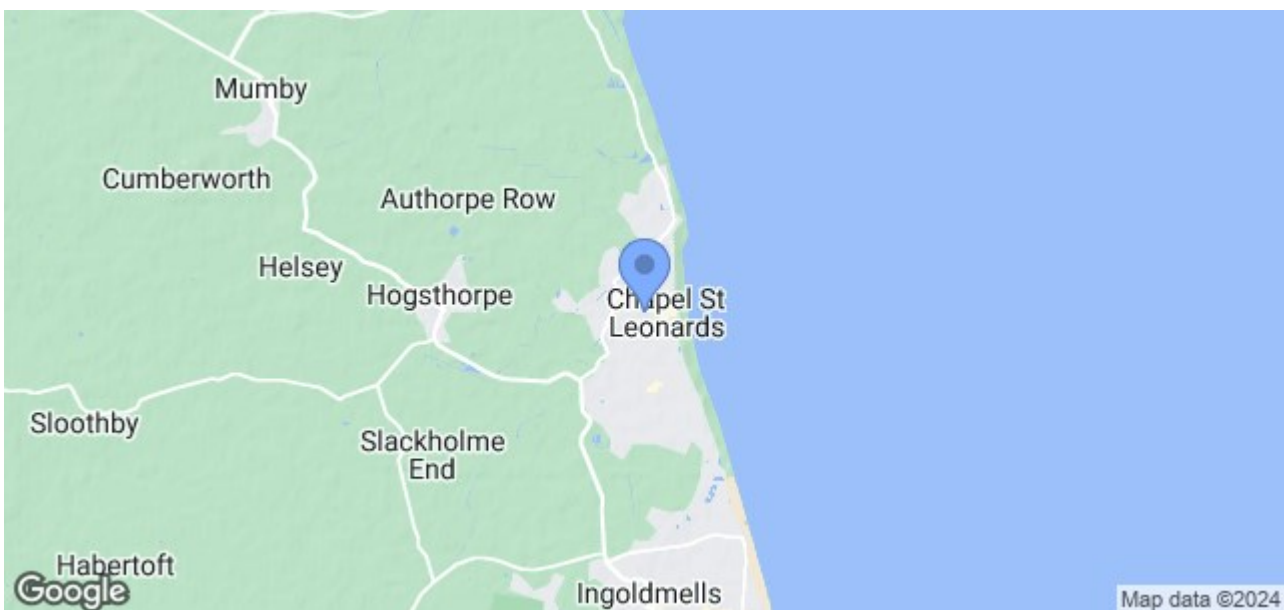 Mumby
Cumberworth
Authorpe Row
Helsey
Hogsthorpe
Chapel St
Leonards
Sloothby
Slackholme
End
Habertoft
Ingoldmells
Google
Map data ©2024